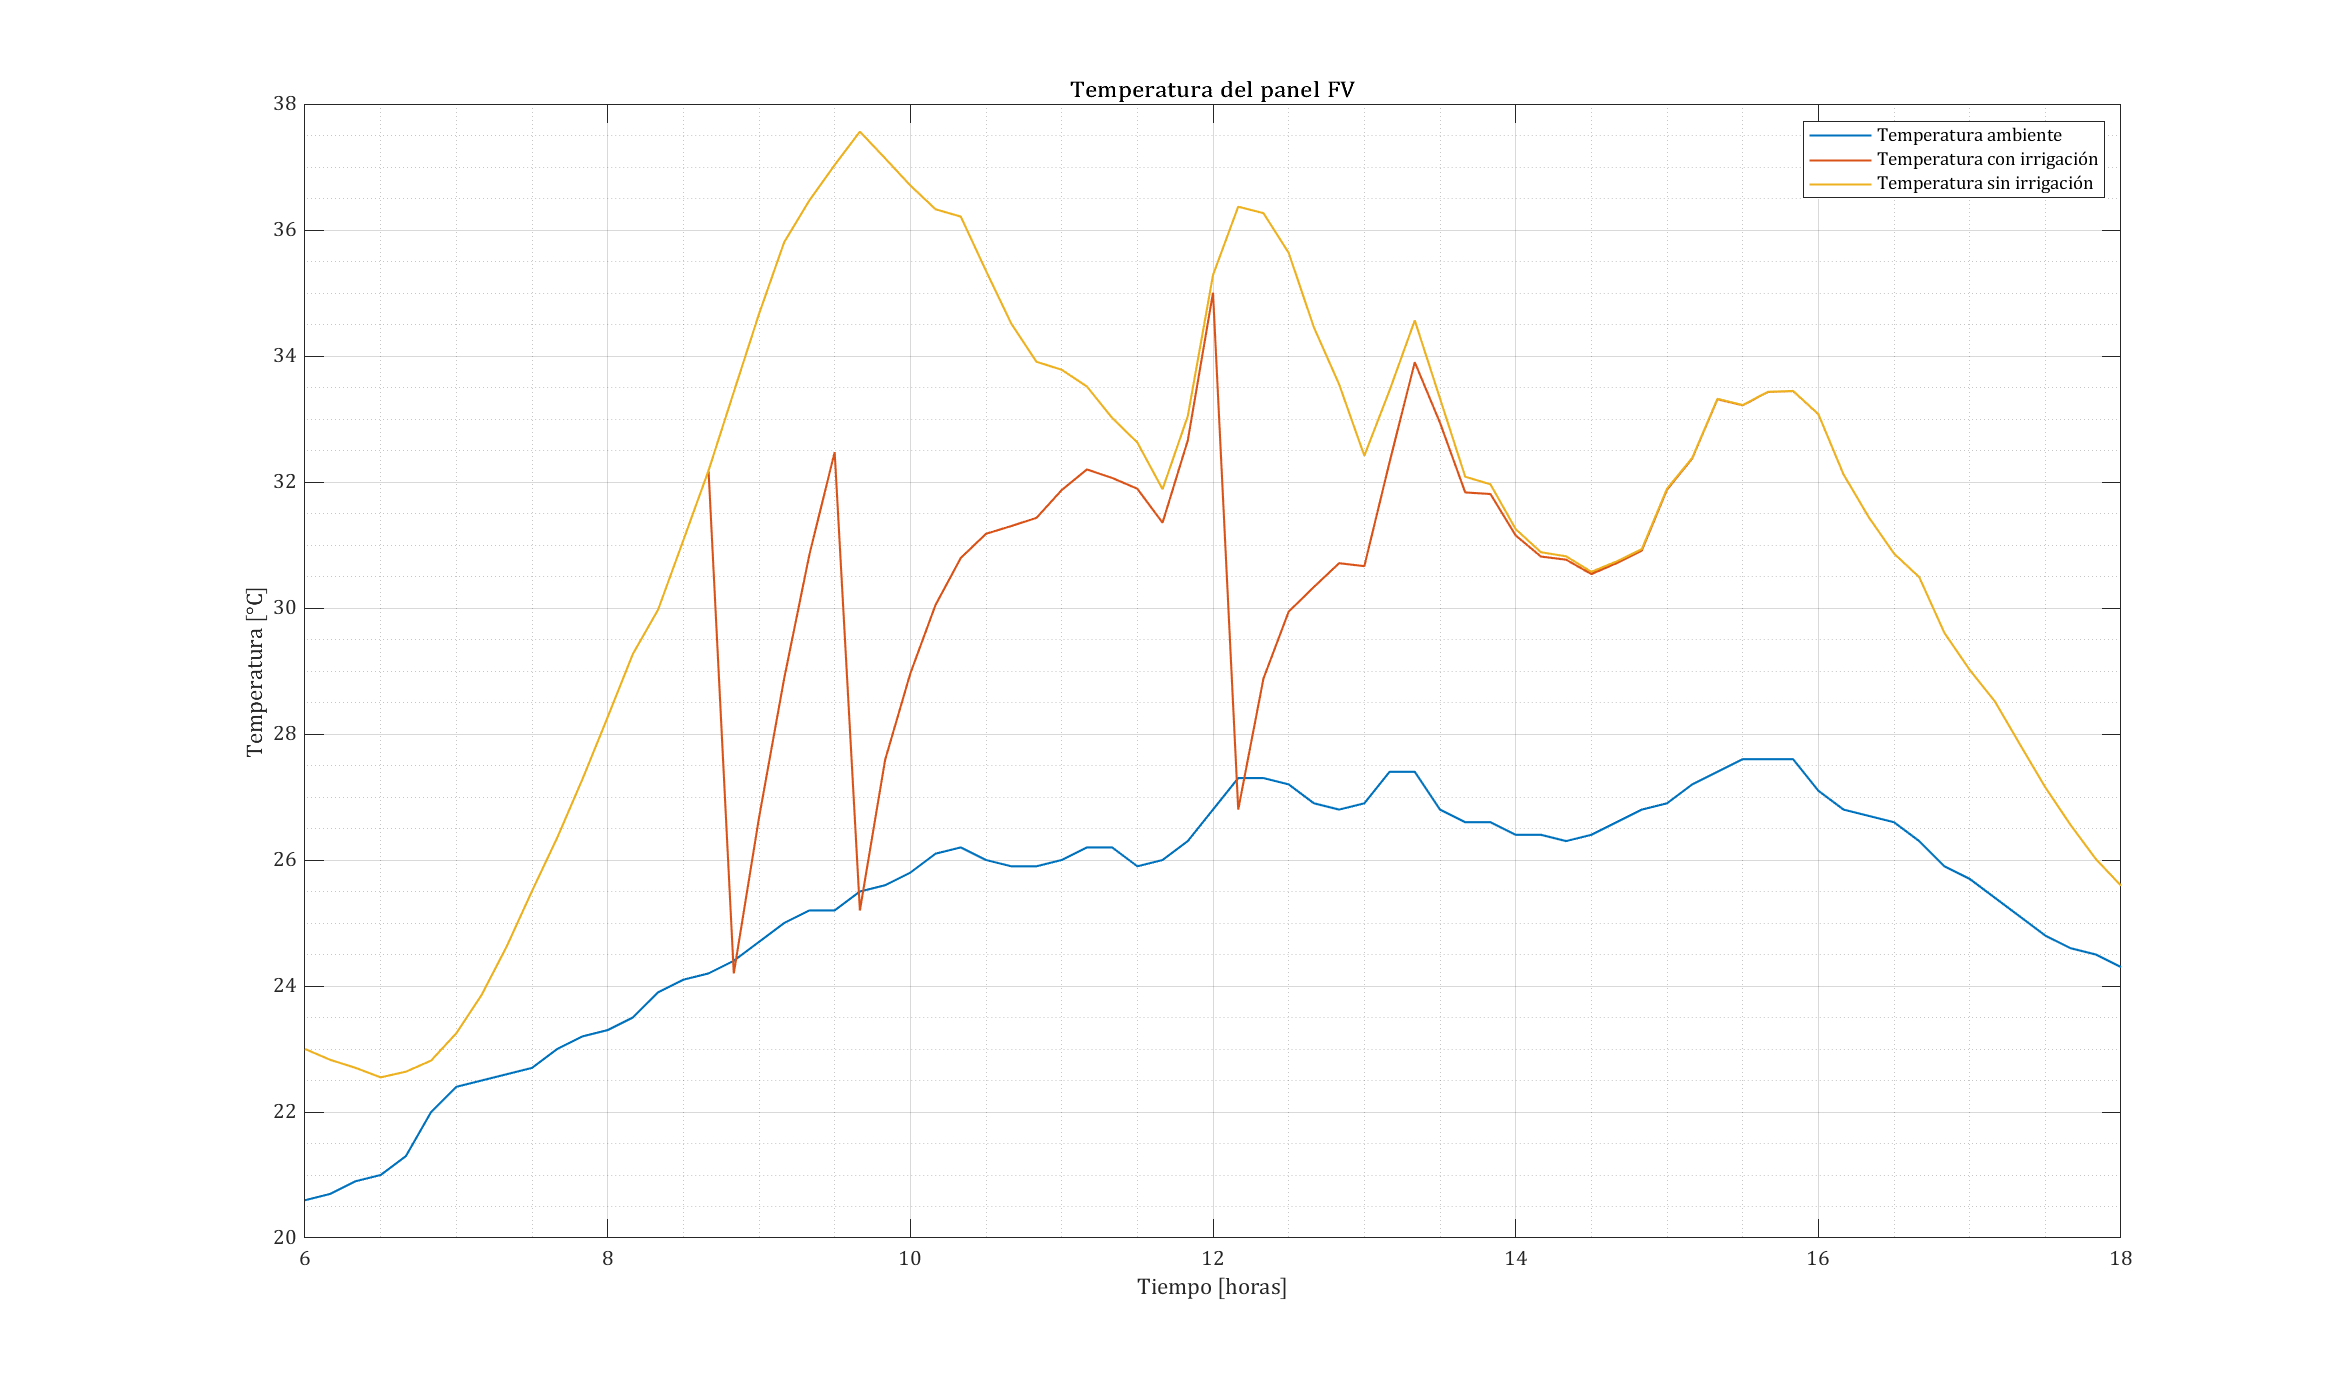 Temperatura del panel FV
38
36
34
32
30
28
26
24
22
20
Temperatura [°C]
Temperatura ambiente
Temperatura con irrigación
Temperatura sin irrigación
6 8 10 12 14 16 18
Tiempo [horas]